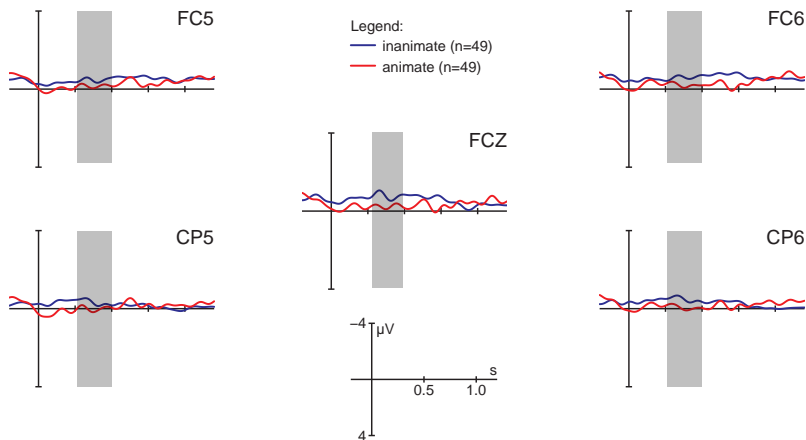 FC5
Legend:
inanimate (n=49)
animate (n=49)
FC6
FCZ
CP5
CP6
−4
µV
s
0.5 1.0
4